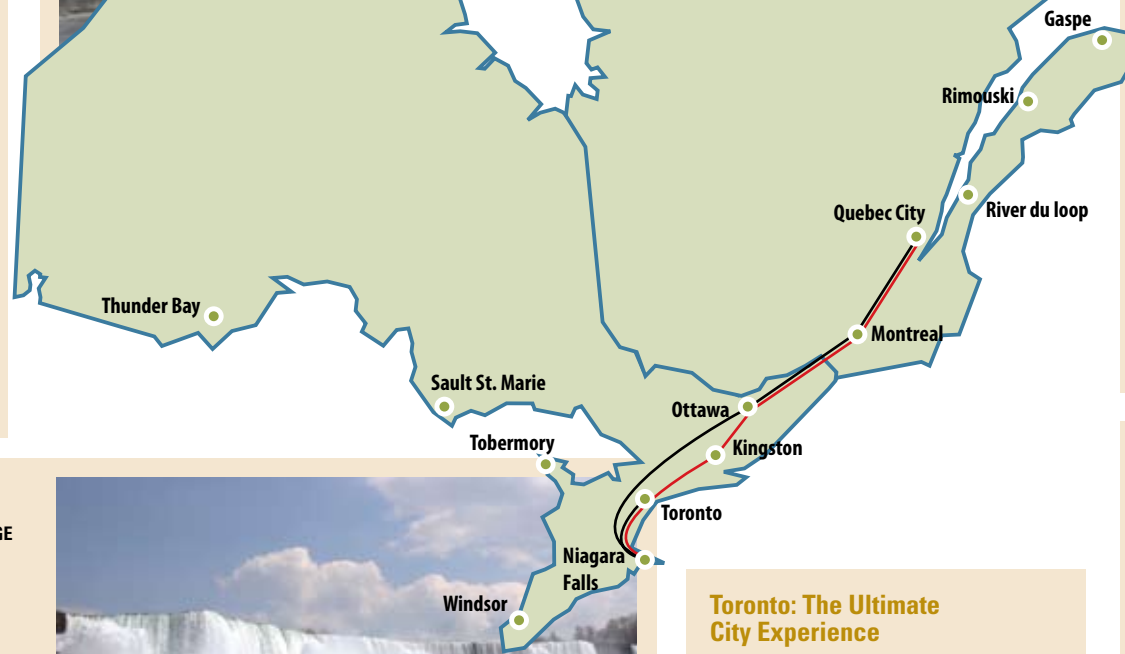 Gaspe
Rimouski
Quebec City
River du loop
Thunder Bay
Montreal
Sault St. Marie
Ottawa
Tobermory
Kingston
Toronto
GE
Niagara
Falls
Windsor
Toronto: The Ultimate
City Experience